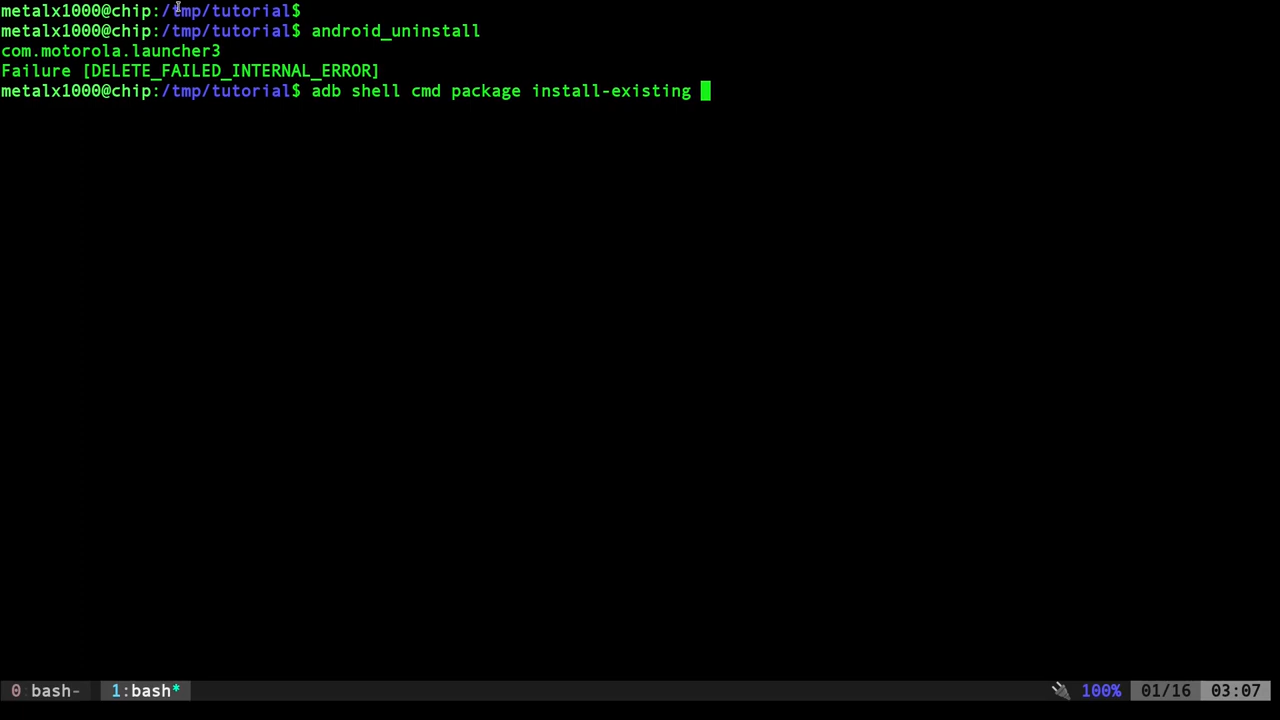 metalx1000@chip:/tmp/tutorial$
metalx1000@chip:/tmp/tutorial$ android_uninstall
com.motorola.launcher3
Failure [DELETE_FAILED_INTERNAL_ERROR]
metalx1000@chip:/tmp/tutorial$ adb shell cmd package install-existing
0 bash- 1:bash* 100% 01/16 03:07